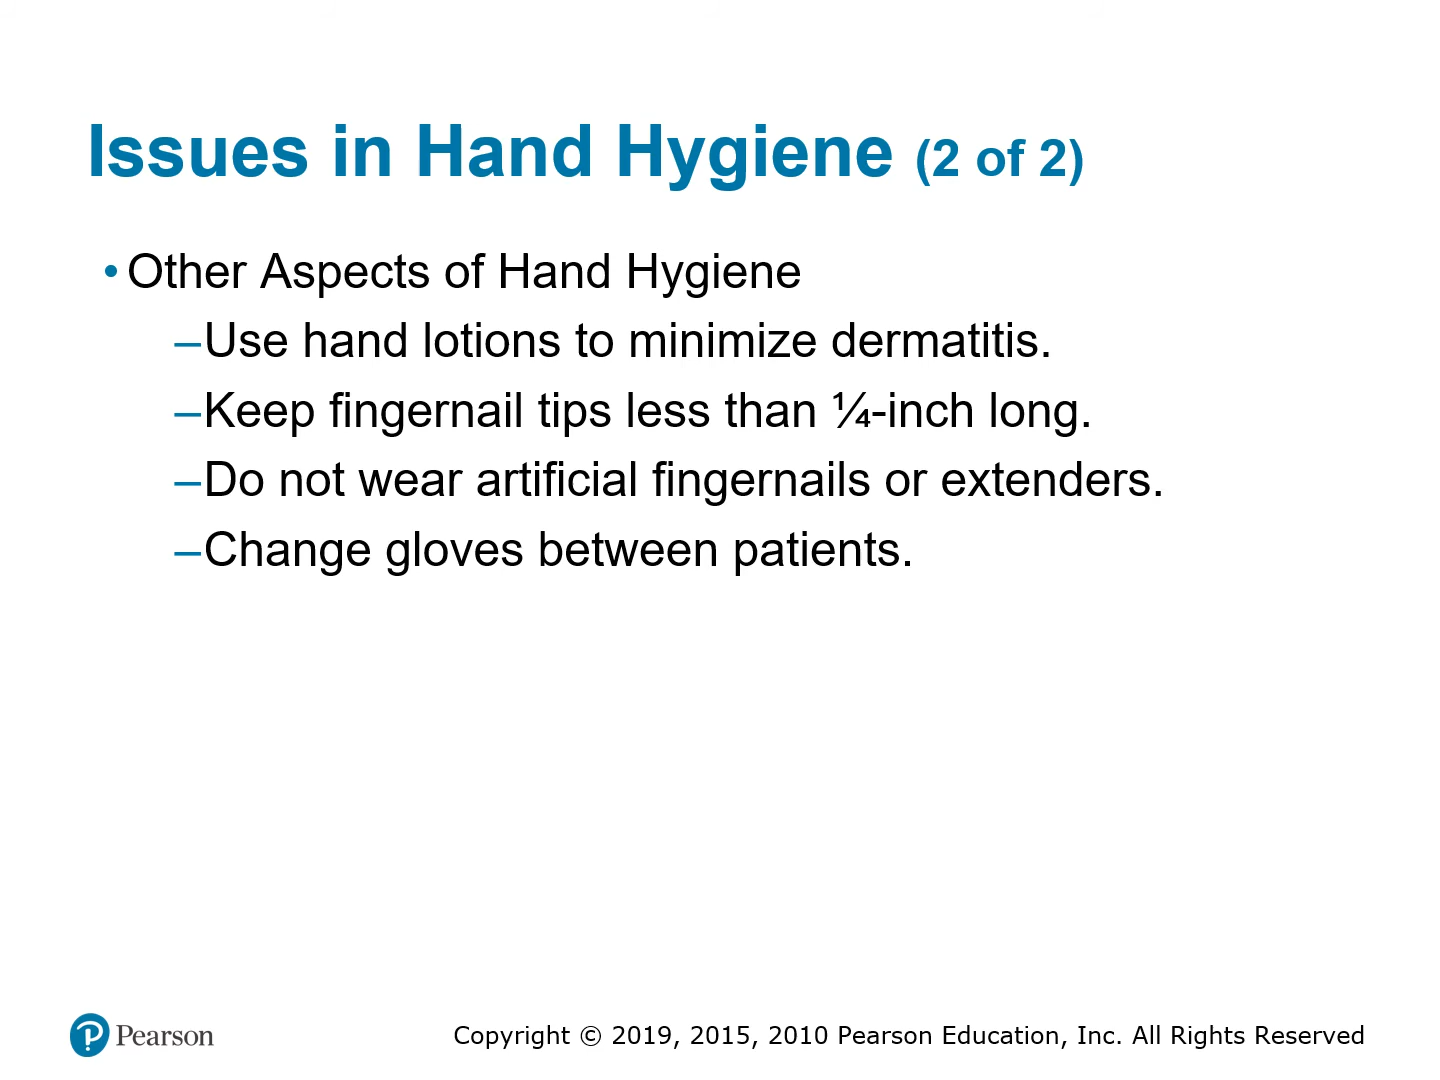 Issues in Hand Hygiene (2 of 2)
• Other Aspects of Hand Hygiene
–Use hand lotions to minimize dermatitis.
–Keep fingernail tips less than ¼-inch long.
–Do not wear artificial fingernails or extenders.
–Change gloves between patients.
Pearson
Copyright © 2019, 2015, 2010 Pearson Education, Inc. All Rights Reserved